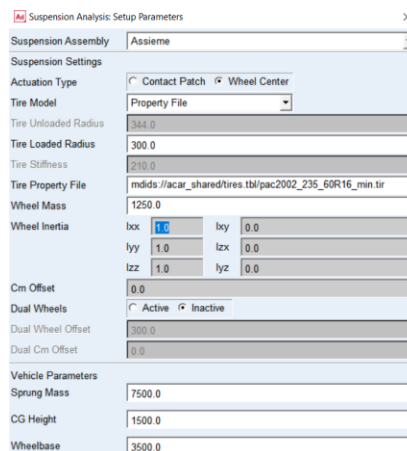 Ad Suspension Analysis: Setup Parameters
Suspension Assembly Assieme
Suspension Settings
Actuation Type Contact Patch Wheel Center
Tire Model Property File
Tire Unloaded Radius 344.0
Tire Loaded Radius 300.0
Tire Stiffness 210.0
Tire Property File mdids://acar_shared/tires.tbl/pac2002_235_60R16_min.tir
Wheel Mass 1250.0
Wheel Inertia Ixx 1.0 Ixy 0.0
Iyy 1.0 Izx 0.0
Izz 1.0 Iyz 0.0
Cm Offset 0.0
Dual Wheels Active Inactive
Dual Wheel Offset 300.0
Dual Cm Offset 0.0
Vehicle Parameters
Sprung Mass 7500.0
CG Height 1500.0
Wheelbase 3500.0